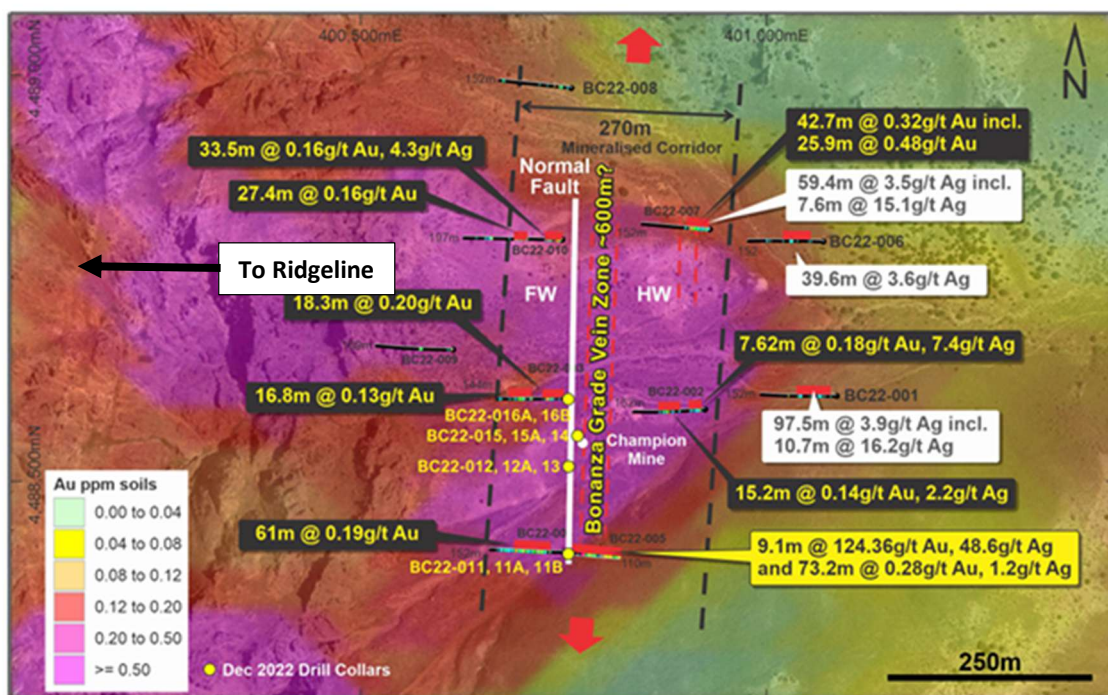 400 500mE
401 000mE
4,489,000mN
N
152m
BC22-008
270m
Mineralised Corridor
42.7m @ 0.32g/t Au incl.
25.9m @ 0.48g/t Au
33.5m @ 0.16g/t Au, 4.3g/t Ag
Normal
Fault
27.4m @ 0.16g/t Au
59.4m @ 3.5g/t Ag incl.
7.6m @ 15.1g/t Ag
BC22-007
152m
197m
BC22-010
152
BC22-006
To Ridgeline
39.6m @ 3.6g/t Ag
FW
HW
Bonanza Grade Vein Zone ~600m?
18.3m @ 0.20g/t Au
7.62m @ 0.18g/t Au, 7.4g/t Ag
BC22-009
16.8m @ 0.13g/t Au
BC22-002
152m
BC22-001
BC22-016A, 16B
97.5m @ 3.9g/t Ag incl.
10.7m @ 16.2g/t Ag
BC22-015, 15A, 14
Champion
Mine
BC22-012, 12A, 13
4,488,500mN
15.2m @ 0.14g/t Au, 2.2g/t Ag
Au ppm soils
0.00 to 0.04
0.04 to 0.08
0.08 to 0.12
0.12 to 0.20
0.20 to 0.50
>= 0.50
61m @ 0.19g/t Au
BC22-00
BC22-005
152m
110m
BC22-011, 11A, 11B
9.1m @ 124.36g/t Au, 48.6g/t Ag
and 73.2m @ 0.28g/t Au, 1.2g/t Ag
Dec 2022 Drill Collars
250m